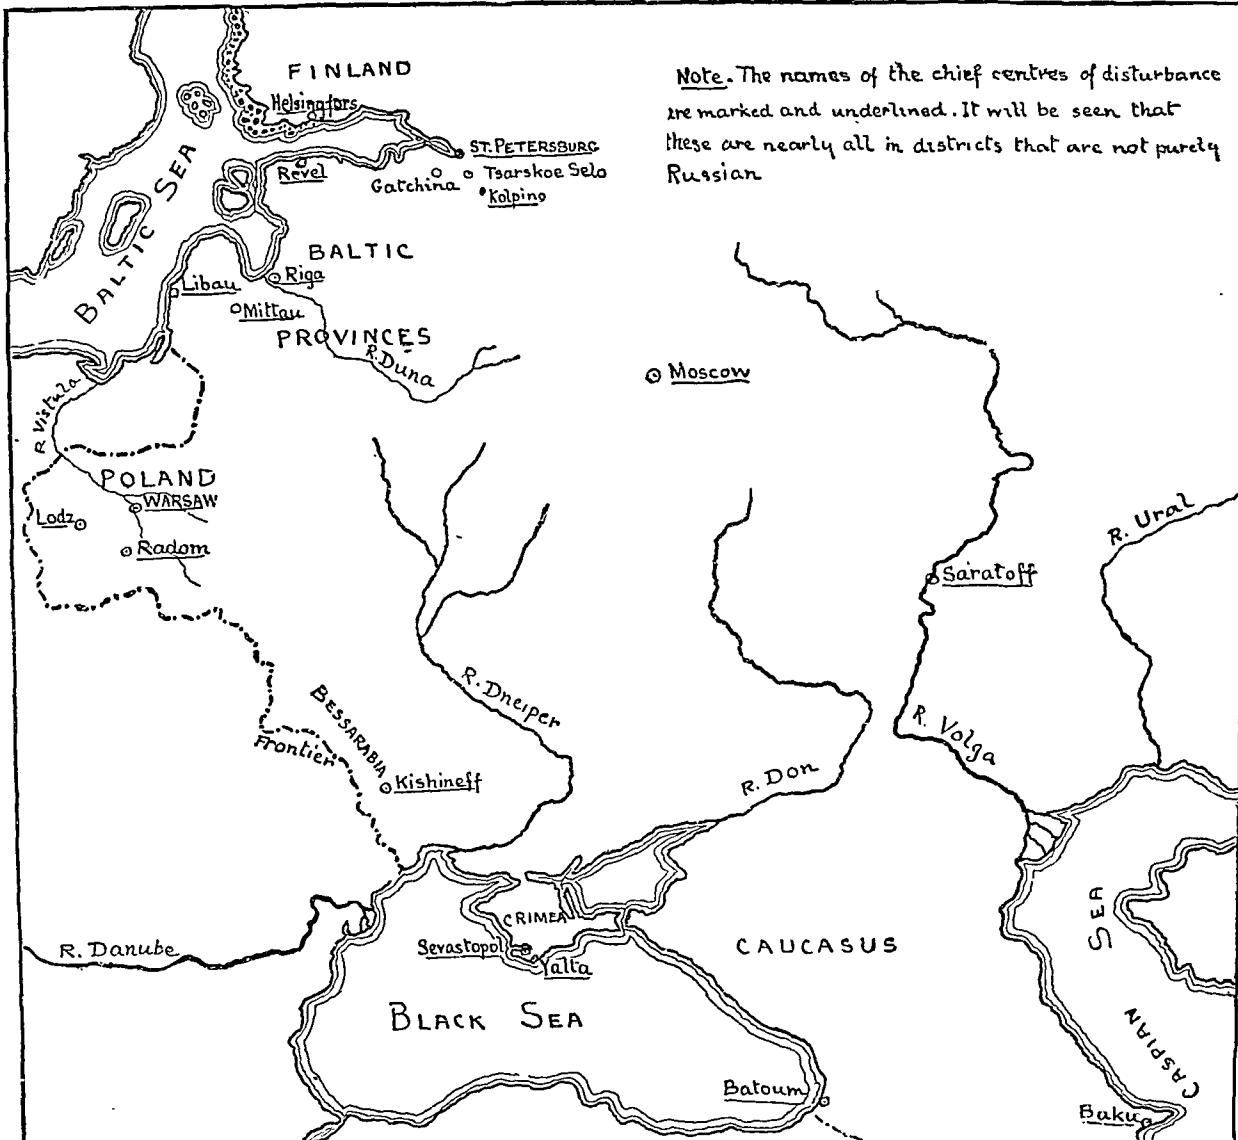 FINLAND
Helsingfors
Note. The names of the chief centres of disturbance
are marked and underlined. It will be seen that
these are nearly all in districts that are not purely
Russian
ST. PETERSBURG
Revel
Gatchina
Tsarskoe Selo
Kolpino
BALTIC SEA
BALTIC
PROVINCES
Libau
Riga
Mittau
R. Duna
Moscow
R Vistula
POLAND
WARSAW
Lodz
Radom
R. Ural
Saratoff
R. Dneiper
BESSARABIA
Frontier
Kishineff
R. Volga
R. Don
CRIMEA
Sevastopol
Yalta
R. Danube
CAUCASUS
CASPIAN SEA
BLACK SEA
Batoum
Baku